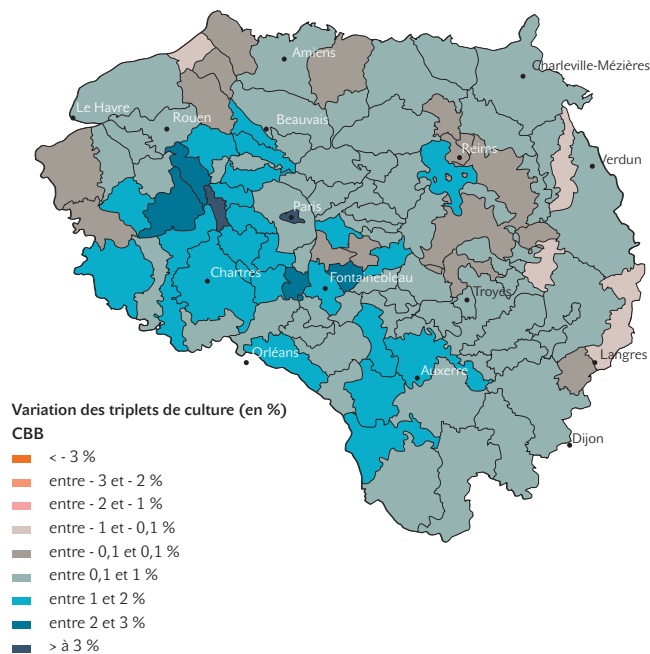 Amiens
Charleville-Mézières
Le Havre
Rouen
Beauvais
Reims
Verdun
Paris
Chartres
Fontainebleau
Troyes
Orléans
Langres
Auxerre
Dijon
Variation des triplets de culture (en %)
CBB
< - 3 %
entre - 3 et - 2 %
entre - 2 et - 1 %
entre - 1 et - 0,1 %
entre - 0,1 et 0,1 %
entre 0,1 et 1 %
entre 1 et 2 %
entre 2 et 3 %
> à 3 %